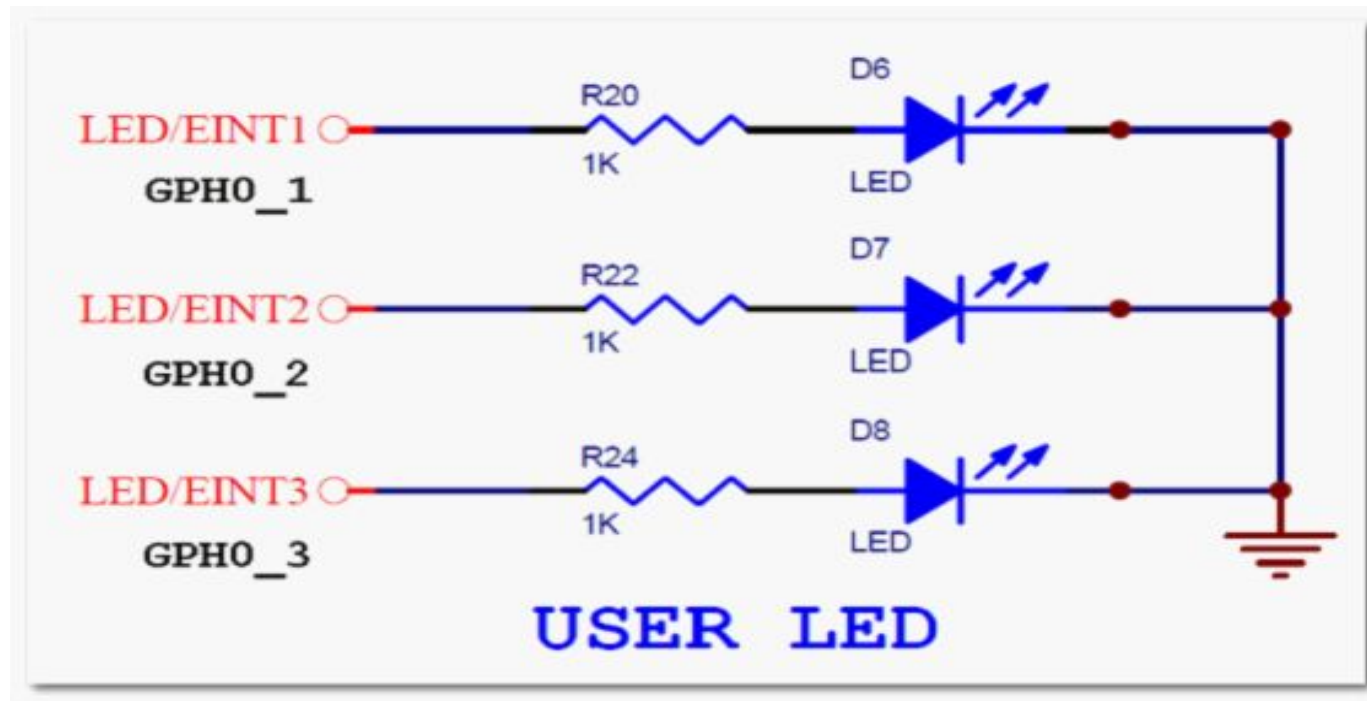 D6
R20
LED/EINT1
1K
LED
GPH0_1
D7
R22
LED/EINT2
1K
LED
GPH0_2
D8
R24
LED/EINT3
1K
LED
GPH0_3
USER LED